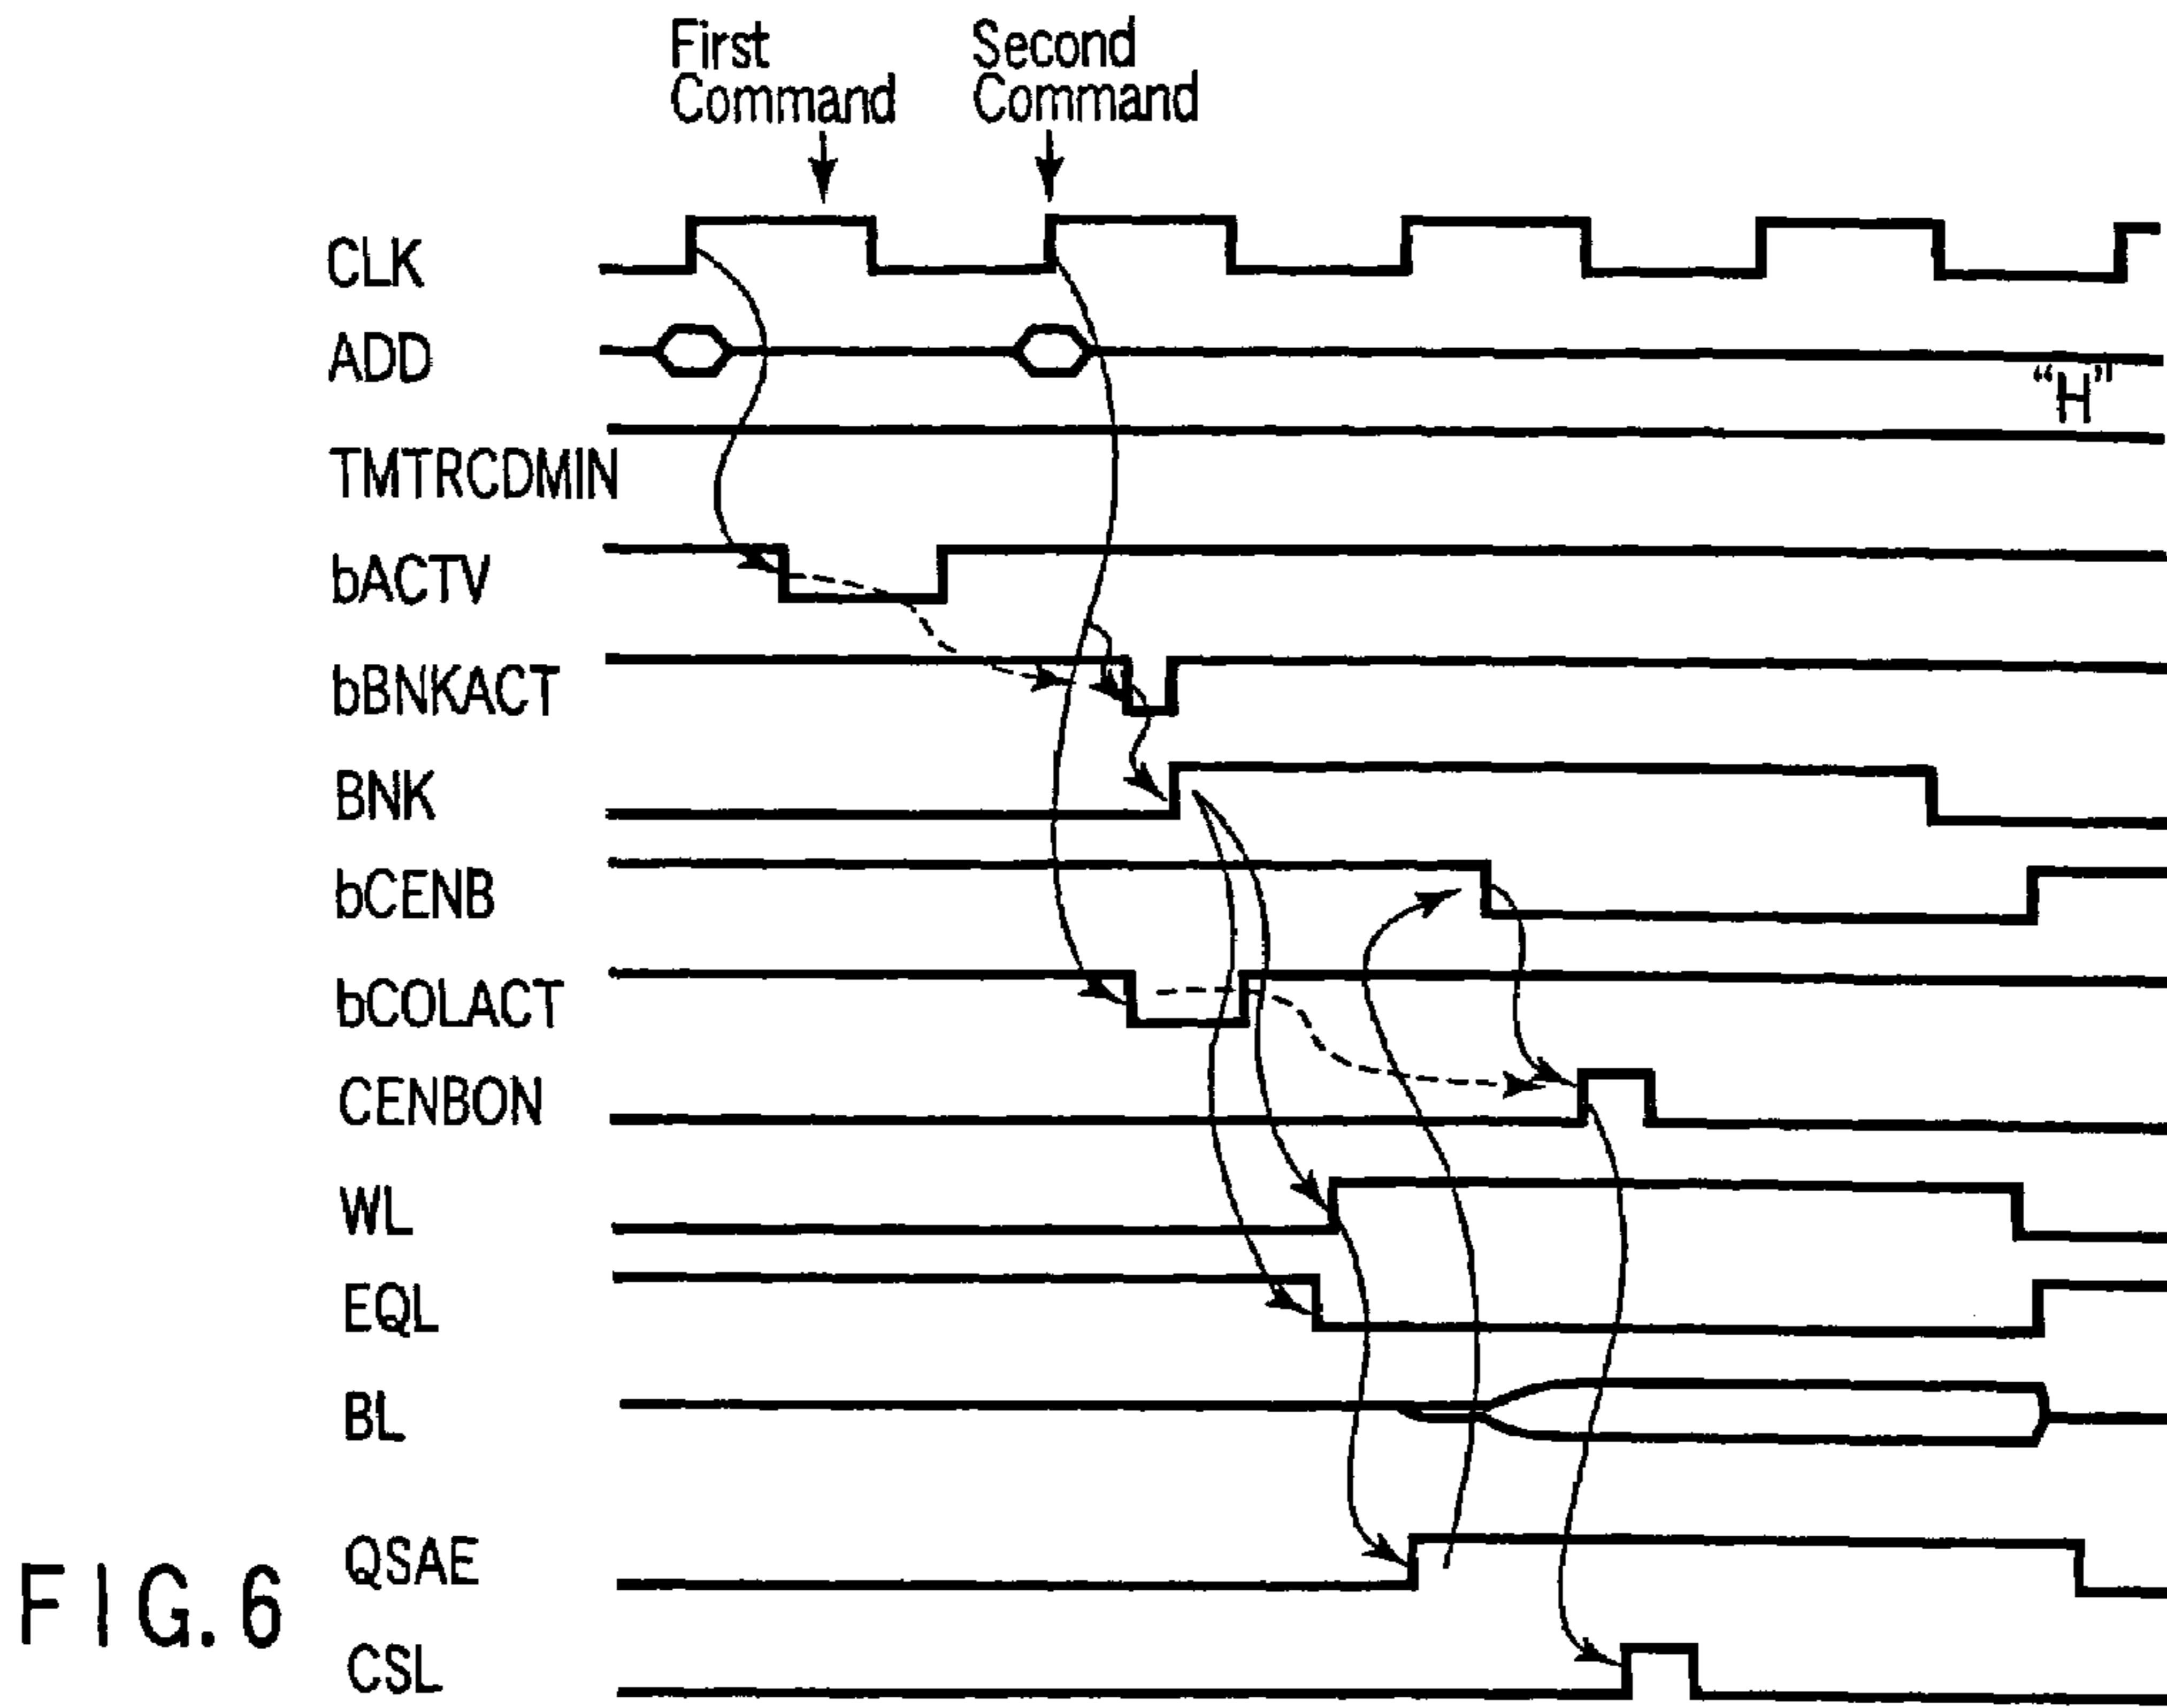 First
Command
Second
Command
CLK
ADD
"H"
TMTRCDMIN
bACTV
bBNKACT
BNK
bCENB
bCOLACT
CENBON
WL
EQL
BL
QSAE
CSL
FIG. 6